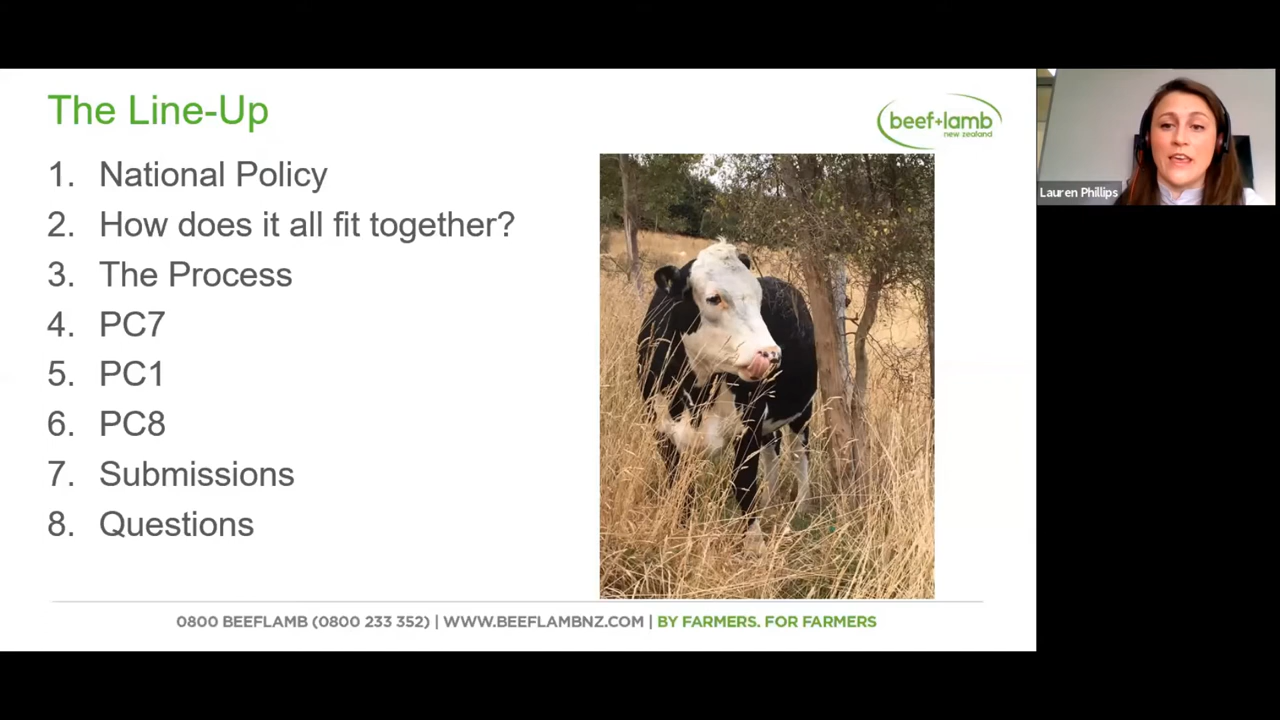 The Line-Up
beef+lamb
new zealand
1. National Policy
2. How does it all fit together?
3. The Process
4. PC7
5. PC1
6. PC8
7. Submissions
8. Questions
Lauren Phillips
0800 BEEFLAMB (0800 233 352) | WWW.BEEFLAMBNZ.COM | BY FARMERS. FOR FARMERS